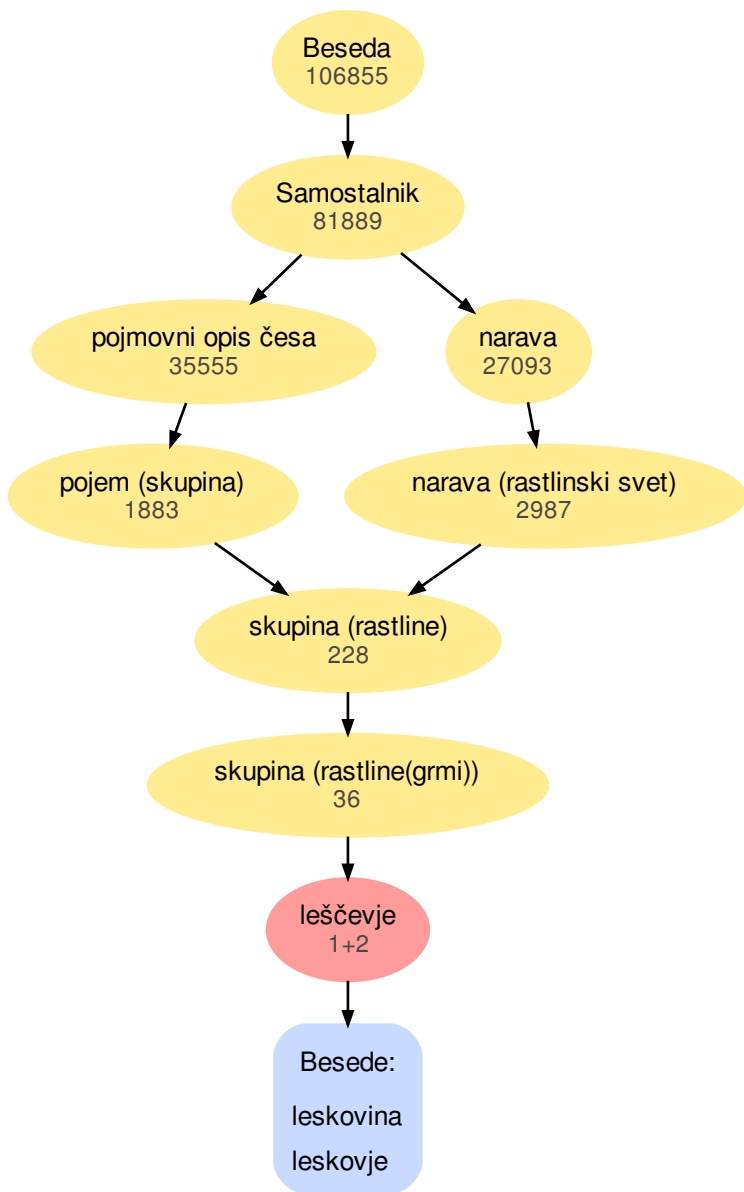 Beseda
106855
Samostalnik
81889
pojmovni opis česa
35555
narava
27093
pojem (skupina)
1883
narava (rastlinski svet)
2987
skupina (rastline)
228
skupina (rastline(grmi))
36
leščevje
1+2
Besede:
leskovina
leskovje